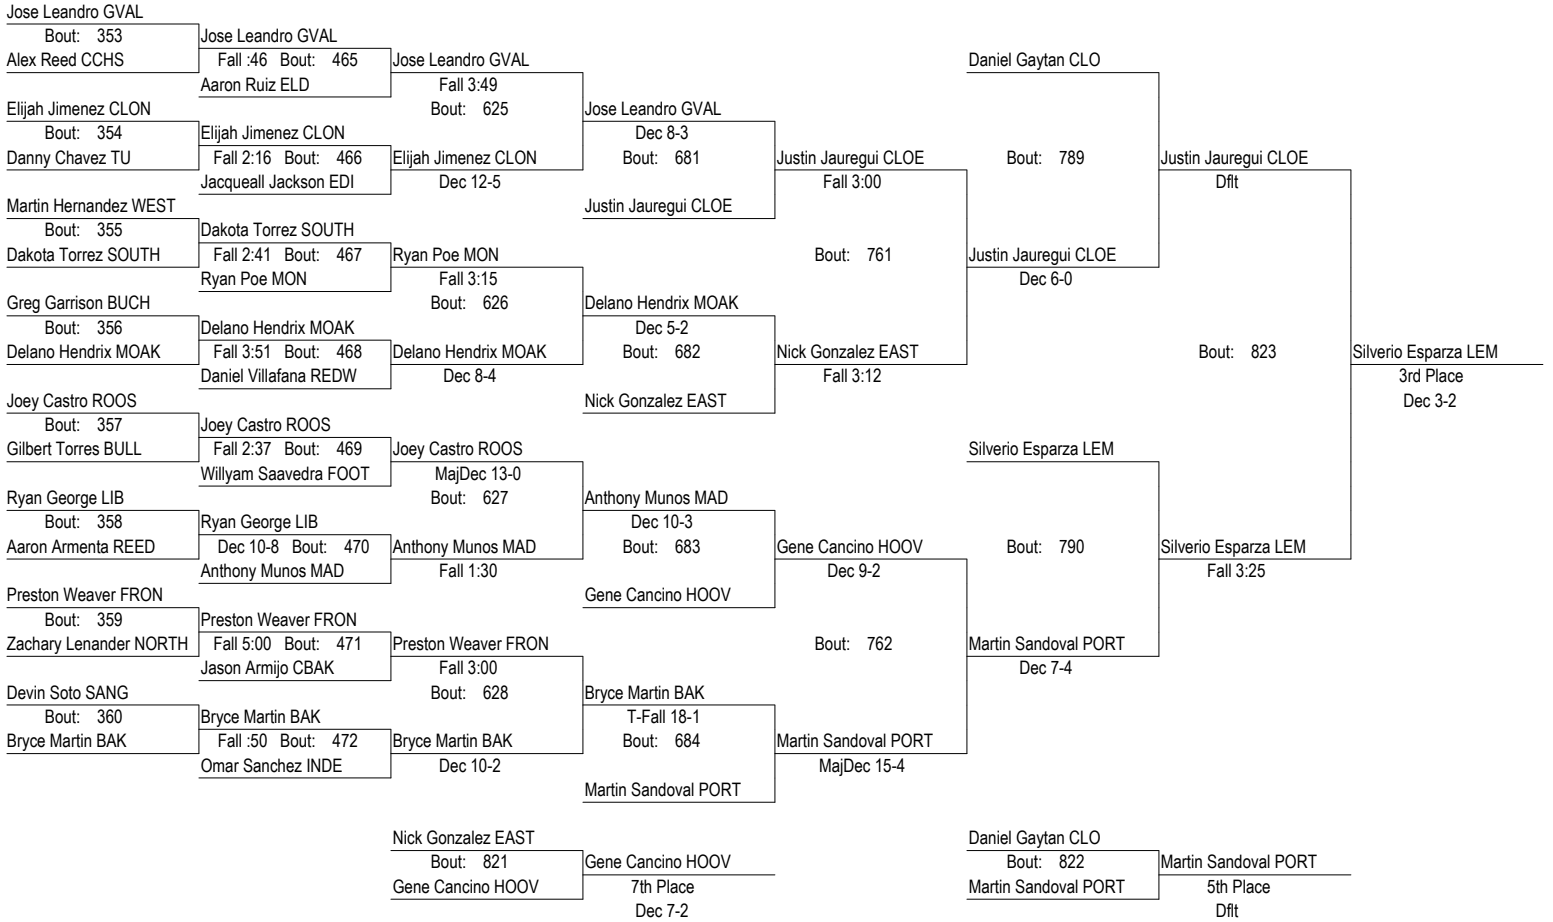 Jose Leandro GVAL
Bout: 353
Alex Reed CCHS
Elijah Jimenez CLON
Bout: 354
Danny Chavez TU
Martin Hernandez WEST
Bout: 355
Dakota Torrez SOUTH
Greg Garrison BUCH
Bout: 356
Delano Hendrix MOAK
Joey Castro ROOS
Bout: 357
Gilbert Torres BULL
Ryan George LIB
Bout: 358
Aaron Armenta REED
Preston Weaver FRON
Bout: 359
Zachary Lenander NORTH
Devin Soto SANG
Bout: 360
Bryce Martin BAK
Jose Leandro GVAL
Fall :46 Bout: 465
Aaron Ruiz ELD
Elijah Jimenez CLON
Fall 2:16 Bout: 466
Jacqueall Jackson EDI
Dakota Torrez SOUTH
Fall 2:41 Bout: 467
Ryan Poe MON
Delano Hendrix MOAK
Fall 3:51 Bout: 468
Daniel Villafana REDW
Joey Castro ROOS
Fall 2:37 Bout: 469
Willyam Saavedra FOOT
Ryan George LIB
Dec 10-8 Bout: 470
Anthony Munos MAD
Preston Weaver FRON
Fall 5:00 Bout: 471
Jason Armijo CBAK
Bryce Martin BAK
Fall :50 Bout: 472
Omar Sanchez INDE
Jose Leandro GVAL
Fall 3:49
Bout: 625
Elijah Jimenez CLON
Dec 12-5
Ryan Poe MON
Fall 3:15
Bout: 626
Delano Hendrix MOAK
Dec 8-4
Joey Castro ROOS
MajDec 13-0
Bout: 627
Anthony Munos MAD
Fall 1:30
Preston Weaver FRON
Fall 3:00
Bout: 628
Bryce Martin BAK
Dec 10-2
Jose Leandro GVAL
Dec 8-3
Bout: 681
Justin Jauregui CLOE
Delano Hendrix MOAK
Dec 5-2
Bout: 682
Nick Gonzalez EAST
Anthony Munos MAD
Dec 10-3
Bout: 683
Gene Cancino HOOV
Bryce Martin BAK
T-Fall 18-1
Bout: 684
Martin Sandoval PORT
Justin Jauregui CLOE
Fall 3:00
Bout: 761
Nick Gonzalez EAST
Fall 3:12
Gene Cancino HOOV
Dec 9-2
Bout: 762
Martin Sandoval PORT
MajDec 15-4
Daniel Gaytan CLO
Bout: 789
Justin Jauregui CLOE
Dec 6-0
Silverio Esparza LEM
Bout: 790
Martin Sandoval PORT
Dec 7-4
Justin Jauregui CLOE
Dflt
Bout: 823
Silverio Esparza LEM
Fall 3:25
Silverio Esparza LEM
3rd Place
Dec 3-2
Nick Gonzalez EAST
Bout: 821
Gene Cancino HOOV
Gene Cancino HOOV
7th Place
Dec 7-2
Daniel Gaytan CLO
Bout: 822
Martin Sandoval PORT
Martin Sandoval PORT
5th Place
Dflt